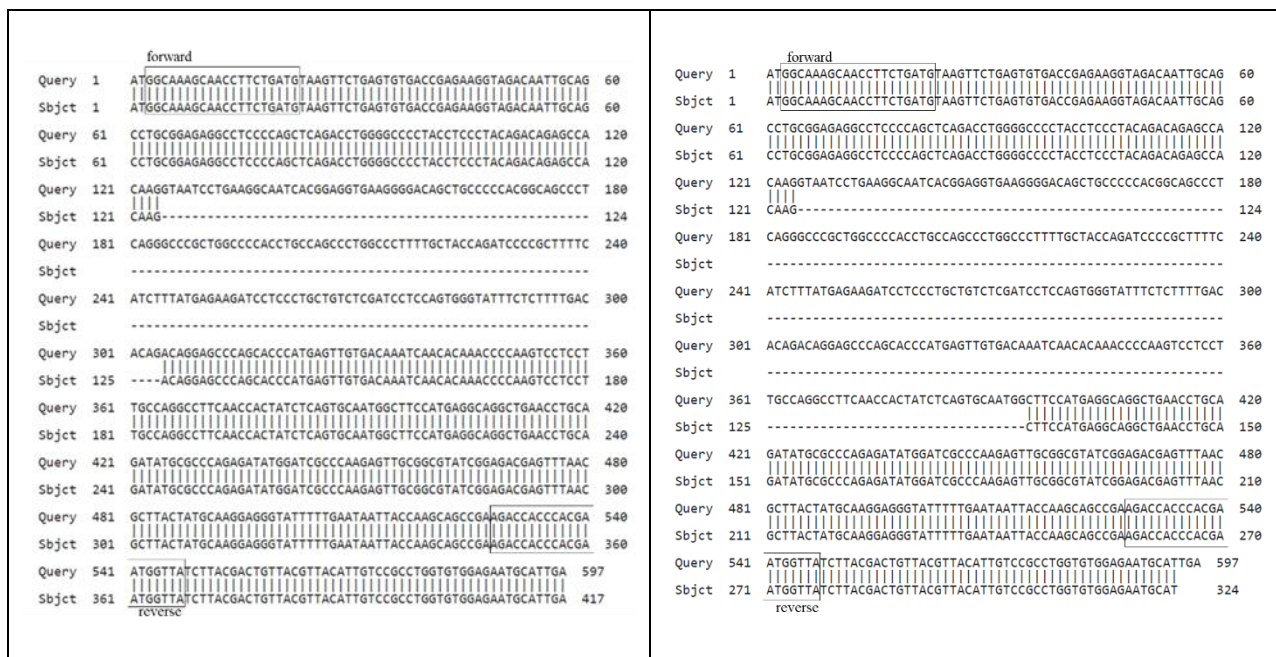 forward
Query 1 ATGGCAAAGCAACCTTCTGATGTAAGTTCTGAGTGTGACCGAGAAGGTAGACAATTGCAG 60
Sbjct 1 ATGGCAAAGCAACCTTCTGATGTAAGTTCTGAGTGTGACCGAGAAGGTAGACAATTGCAG 60
Query 61 CCTGCGGAGAGGCCTCCCCAGCTCAGACCTGGGGCCCCTACCTCCCTACAGACAGAGCCA 120
Sbjct 61 CCTGCGGAGAGGCCTCCCCAGCTCAGACCTGGGGCCCCTACCTCCCTACAGACAGAGCCA 120
Query 121 CAAGGTAATCCTGAAGGCAATCACGGAGGTGAAGGGGACAGCTGCCCCCACGGCAGCCCT 180
Sbjct 121 CAAG-------------------------------------------------------- 124
Query 181 CAGGGCCCGCTGGCCCCACCTGCCAGCCCTGGCCCTTTTGCTACCAGATCCCCGCTTTTC 240
Sbjct ------------------------------------------------------------
Query 241 ATCTTTATGAGAAGATCCTCCCTGCTGTCTCGATCCTCCAGTGGGTATTTCTCTTTTGAC 300
Sbjct ------------------------------------------------------------
Query 301 ACAGACAGGAGCCCAGCACCCATGAGTTGTGACAAATCAACACAAACCCCAAGTCCTCCT 360
Sbjct 125 ----ACAGGAGCCCAGCACCCATGAGTTGTGACAAATCAACACAAACCCCAAGTCCTCCT 180
Query 361 TGCCAGGCCTTCAACCACTATCTCAGTGCAATGGCTTCCATGAGGCAGGCTGAACCTGCA 420
Sbjct 181 TGCCAGGCCTTCAACCACTATCTCAGTGCAATGGCTTCCATGAGGCAGGCTGAACCTGCA 240
Query 421 GATATGCGCCCAGAGATATGGATCGCCCAAGAGTTGCGGCGTATCGGAGACGAGTTTAAC 480
Sbjct 241 GATATGCGCCCAGAGATATGGATCGCCCAAGAGTTGCGGCGTATCGGAGACGAGTTTAAC 300
Query 481 GCTTACTATGCAAGGAGGGTATTTTTGAATAATTACCAAGCAGCCGAAGACCACCCACGA 540
Sbjct 301 GCTTACTATGCAAGGAGGGTATTTTTGAATAATTACCAAGCAGCCGAAGACCACCCACGA 360
Query 541 ATGGTTATCTTACGACTGTTACGTTACATTGTCCGCCTGGTGTGGAGAATGCATTGA 597
Sbjct 361 ATGGTTATCTTACGACTGTTACGTTACATTGTCCGCCTGGTGTGGAGAATGCATTGA 417
reverse
forward
Query 1 ATGGCAAAGCAACCTTCTGATGTAAGTTCTGAGTGTGACCGAGAAGGTAGACAATTGCAG 60
Sbjct 1 ATGGCAAAGCAACCTTCTGATGTAAGTTCTGAGTGTGACCGAGAAGGTAGACAATTGCAG 60
Query 61 CCTGCGGAGAGGCCTCCCCAGCTCAGACCTGGGGCCCCTACCTCCCTACAGACAGAGCCA 120
Sbjct 61 CCTGCGGAGAGGCCTCCCCAGCTCAGACCTGGGGCCCCTACCTCCCTACAGACAGAGCCA 120
Query 121 CAAGGTAATCCTGAAGGCAATCACGGAGGTGAAGGGGACAGCTGCCCCCACGGCAGCCCT 180
Sbjct 121 CAAG-------------------------------------------------------- 124
Query 181 CAGGGCCCGCTGGCCCCACCTGCCAGCCCTGGCCCTTTTGCTACCAGATCCCCGCTTTTC 240
Sbjct ------------------------------------------------------------
Query 241 ATCTTTATGAGAAGATCCTCCCTGCTGTCTCGATCCTCCAGTGGGTATTTCTCTTTTGAC 300
Sbjct ------------------------------------------------------------
Query 301 ACAGACAGGAGCCCAGCACCCATGAGTTGTGACAAATCAACACAAACCCCAAGTCCTCCT 360
Sbjct ------------------------------------------------------------
Query 361 TGCCAGGCCTTCAACCACTATCTCAGTGCAATGGCTTCCATGAGGCAGGCTGAACCTGCA 420
Sbjct 125 ----------------------------------CTTCCATGAGGCAGGCTGAACCTGCA 150
Query 421 GATATGCGCCCAGAGATATGGATCGCCCAAGAGTTGCGGCGTATCGGAGACGAGTTTAAC 480
Sbjct 151 GATATGCGCCCAGAGATATGGATCGCCCAAGAGTTGCGGCGTATCGGAGACGAGTTTAAC 210
Query 481 GCTTACTATGCAAGGAGGGTATTTTTGAATAATTACCAAGCAGCCGAAGACCACCCACGA 540
Sbjct 211 GCTTACTATGCAAGGAGGGTATTTTTGAATAATTACCAAGCAGCCGAAGACCACCCACGA 270
Query 541 ATGGTTATCTTACGACTGTTACGTTACATTGTCCGCCTGGTGTGGAGAATGCATTGA 597
Sbjct 271 ATGGTTATCTTACGACTGTTACGTTACATTGTCCGCCTGGTGTGGAGAATGCAT 324
reverse